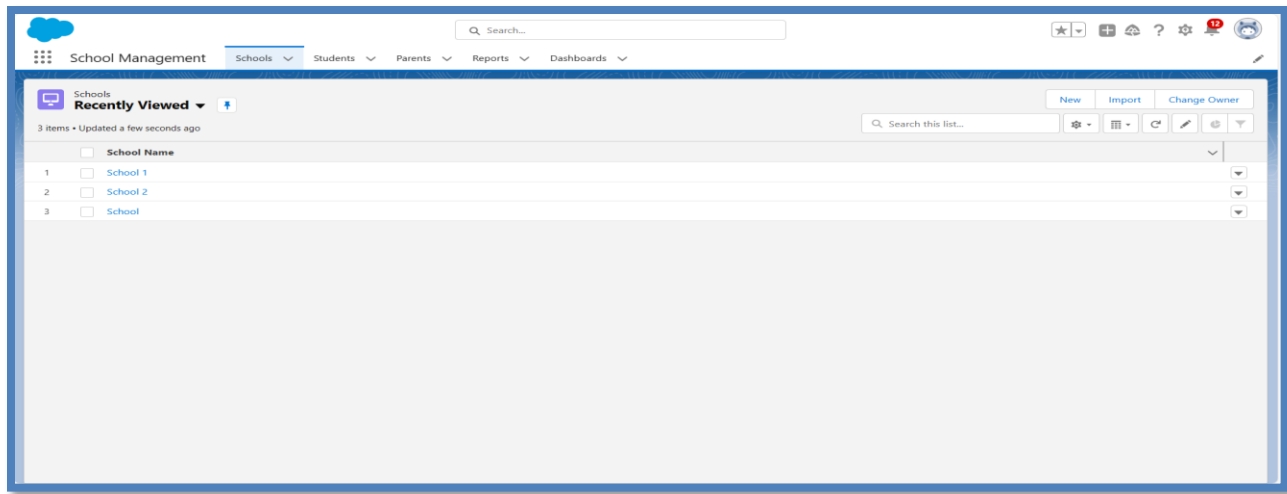 Search...
12
School Management Schools Students Parents Reports Dashboards
Schools
Recently Viewed
New Import Change Owner
3 items • Updated a few seconds ago
Search this list...
School Name
1 School 1
2 School 2
3 School